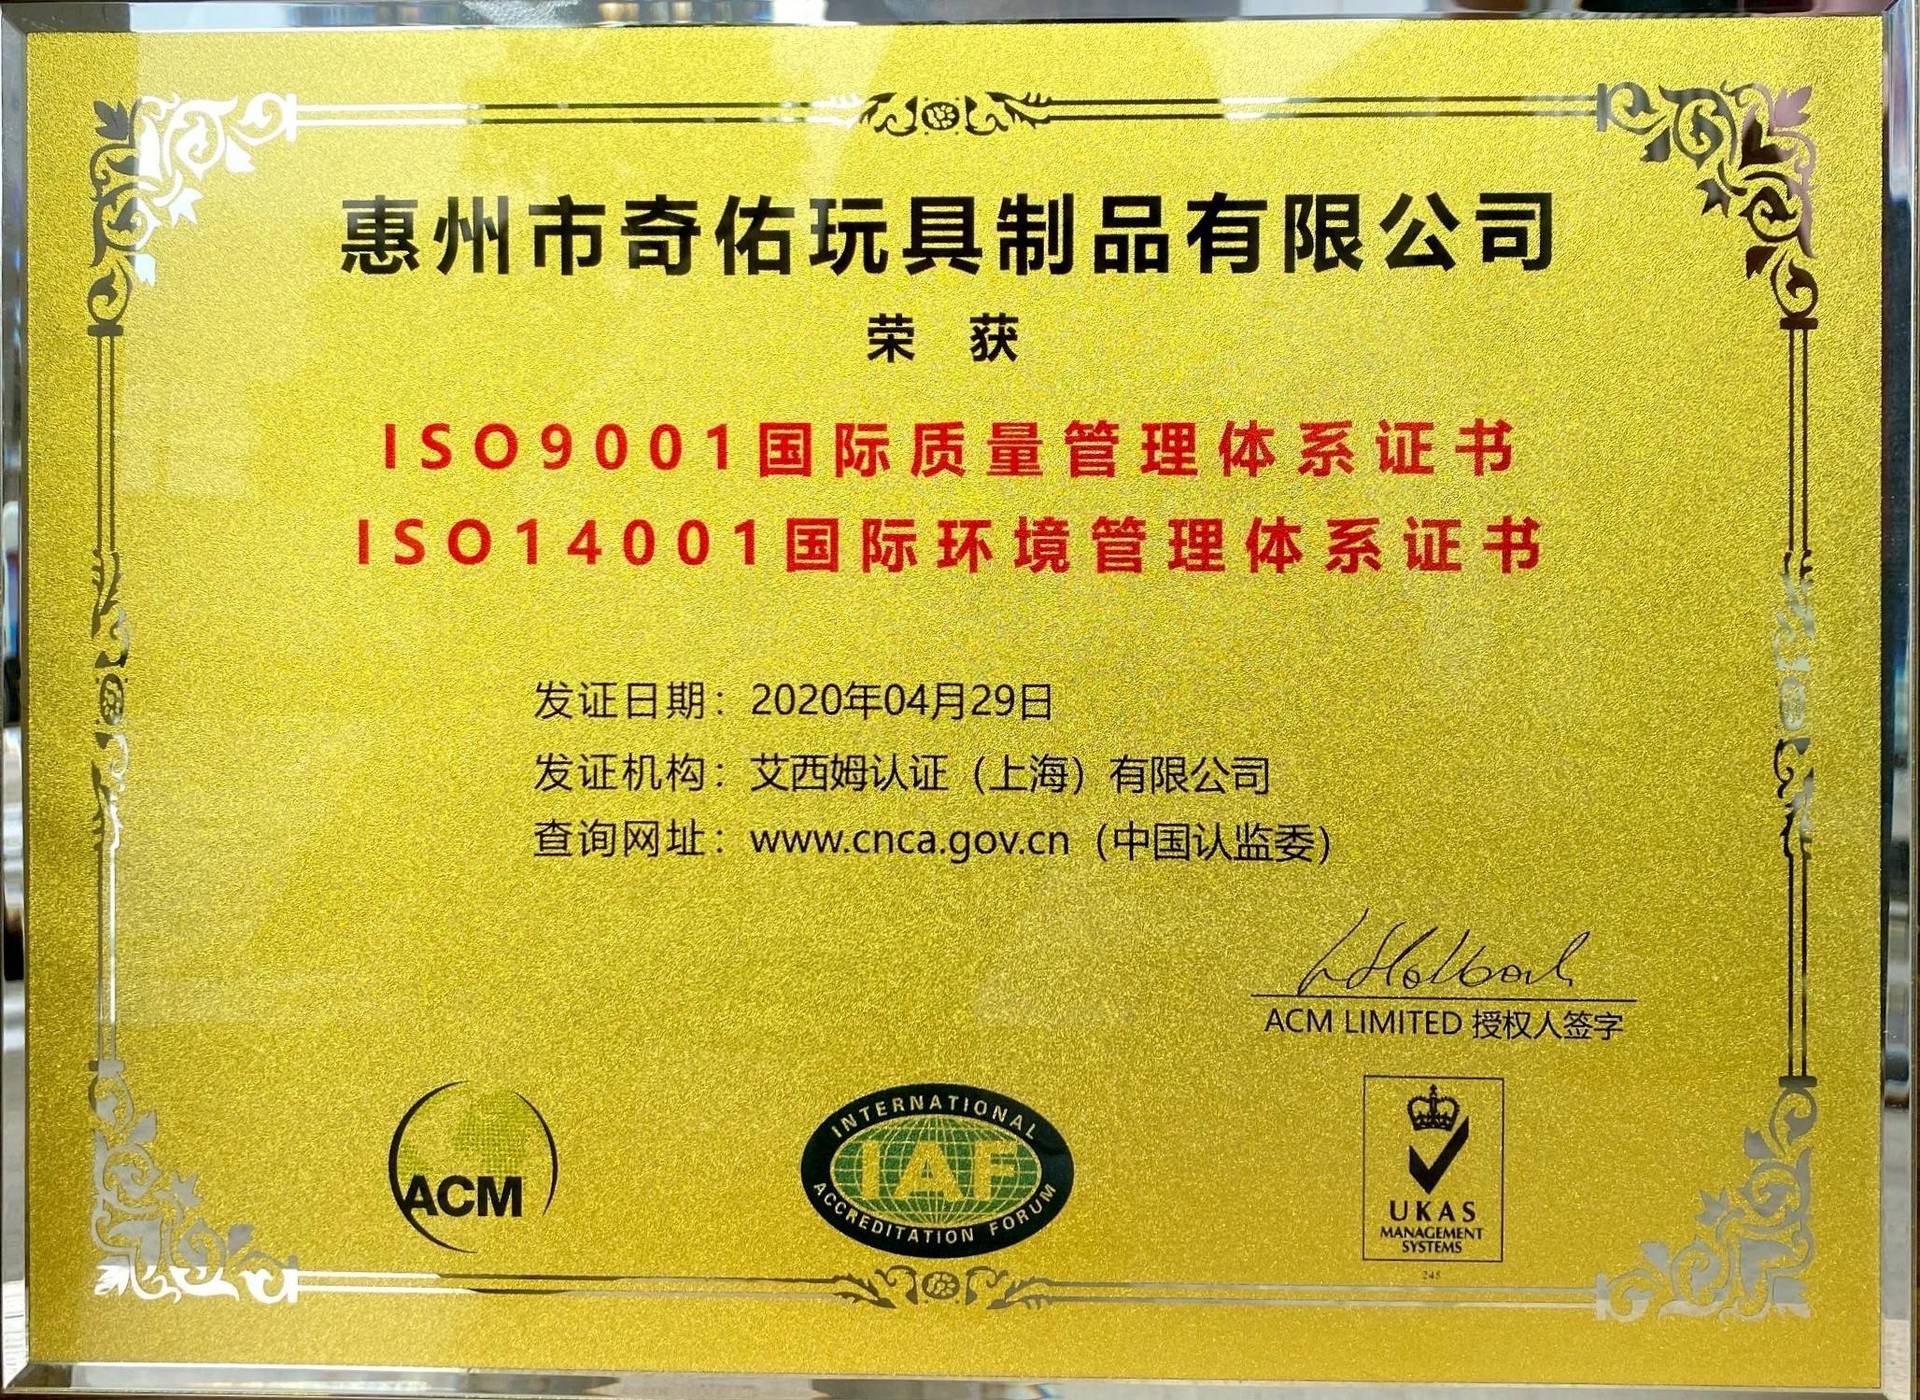 惠州市奇佑玩具制品有限公司
荣 获
ISO9001国际质量管理体系证书
ISO14001国际环境管理体系证书
发证日期：2020年04月29日
发证机构：艾西姆认证（上海）有限公司
查询网址：www.cnca.gov.cn（中国认监委）
ACM LIMITED 授权人签字
ACM
INTERNATIONAL
IAF
ACCREDITATION FORUM
UKAS
MANAGEMENT
SYSTEMS
245